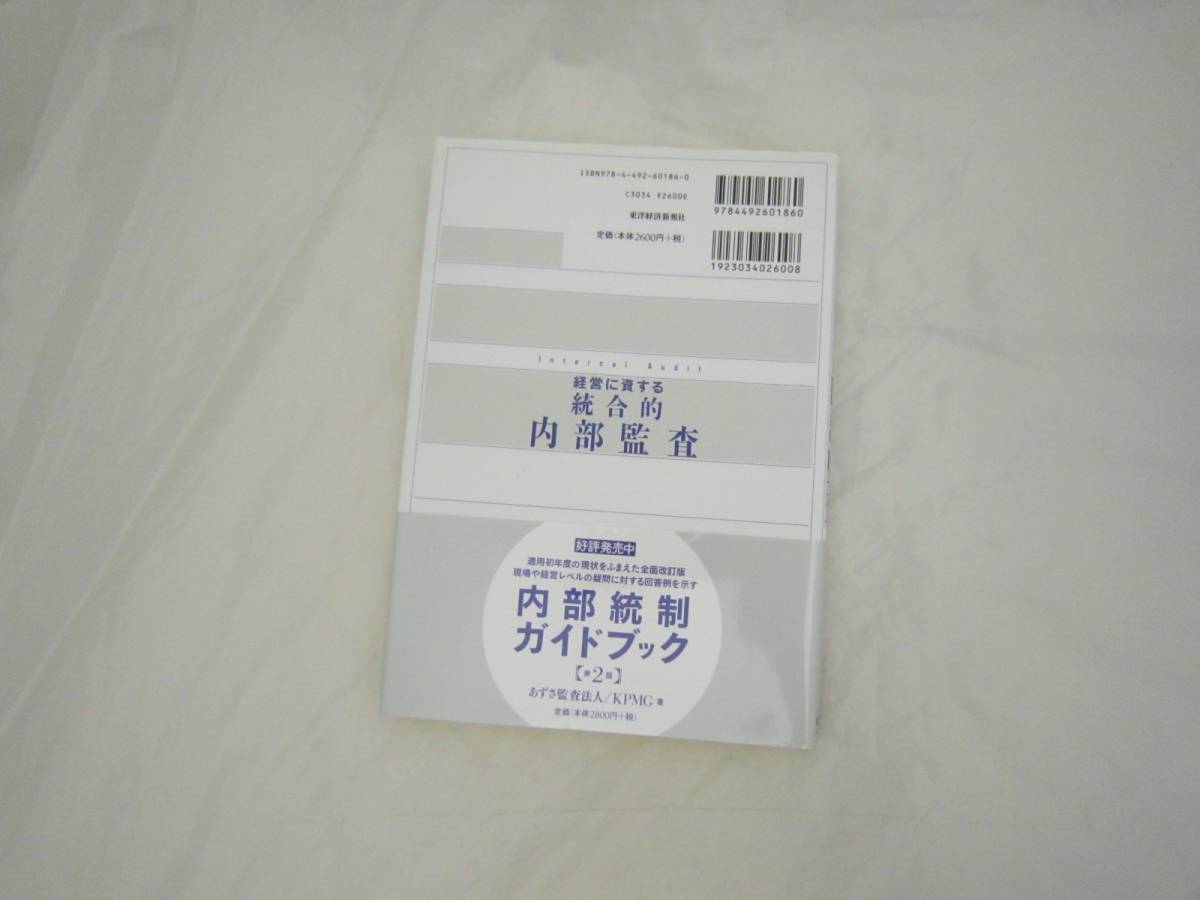 ISBN978-4-492-60186-0
C3034 ¥2600E
東洋経済新報社
定価(本体2600円+税)
9784492601860
1923034026008
Internal Audit
経営に資する
統合的
内部監査
好評発売中
適用初年度の現状をふまえた全面改訂版
現場や経営レベルの疑問に対する回答例を示す
内部統制
ガイドブック
【第2版】
あずさ監査法人/KPMG 著
定価(本体2800円+税)